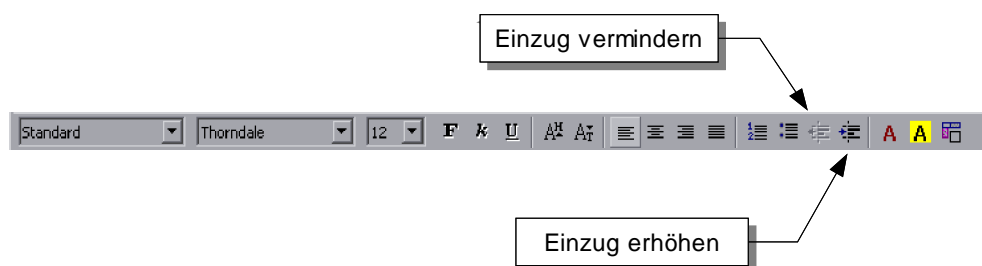 Einzug vermindern
Standard Thorndale 12 F k U A A
Einzug erhöhen